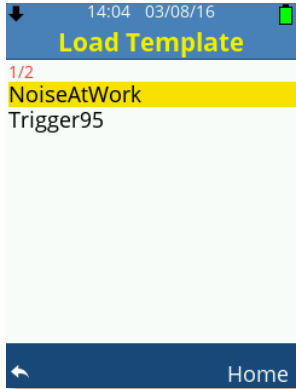 14:04 03/08/16
Load Template
1/2
NoiseAtWork
Trigger95
Home